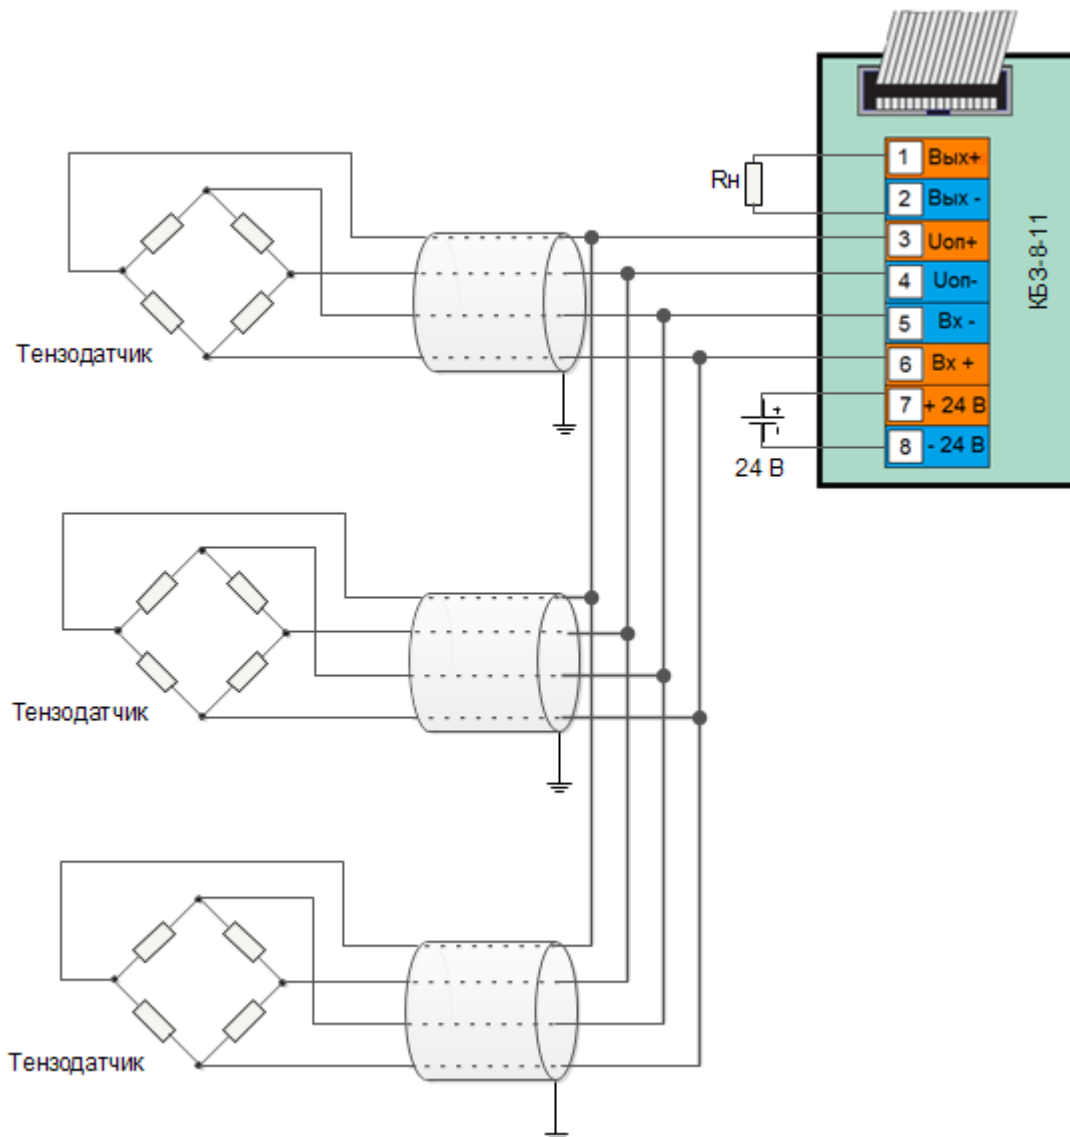 1 Вых+
Rн
2 Вых -
3 Uоп+
4 Uоп-
КБЗ-8-11
5 Вх -
Тензодатчик
6 Вх +
7 + 24 В
+
-
8 - 24 В
24 В
Тензодатчик
Тензодатчик